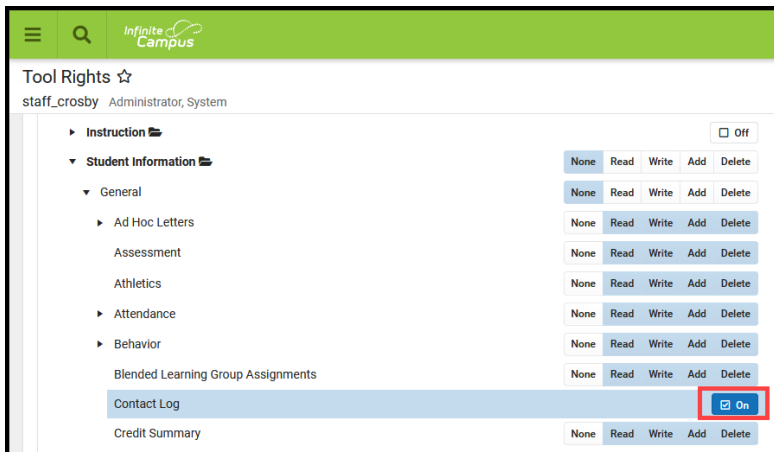 Infinite
Campus
Tool Rights
staff_crosby Administrator, System
Instruction Off
Student Information None Read Write Add Delete
General None Read Write Add Delete
Ad Hoc Letters None Read Write Add Delete
Assessment None Read Write Add Delete
Athletics None Read Write Add Delete
Attendance None Read Write Add Delete
Behavior None Read Write Add Delete
Blended Learning Group Assignments None Read Write Add Delete
Contact Log On
Credit Summary None Read Write Add Delete